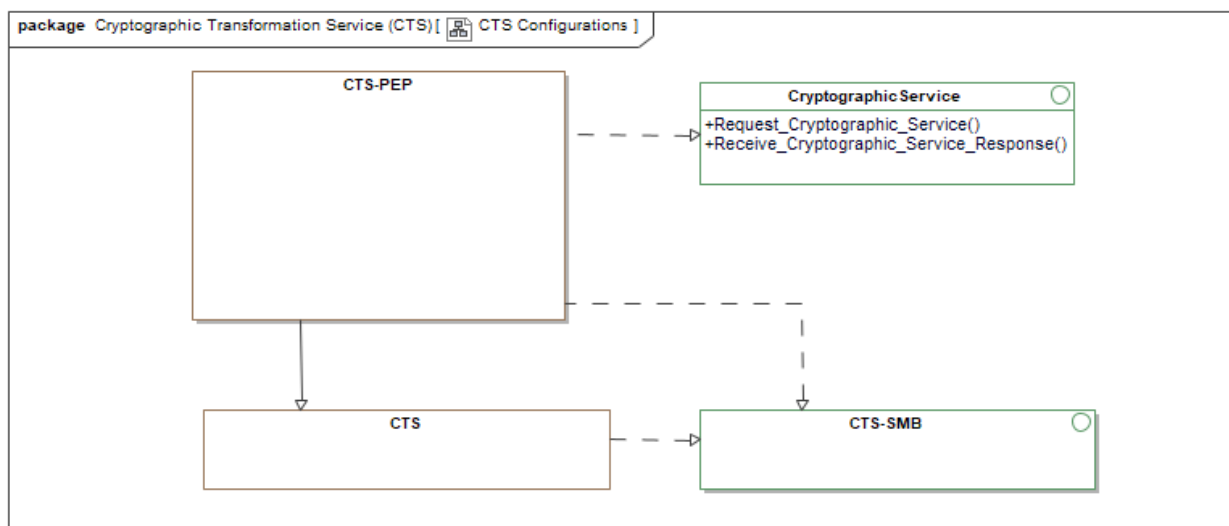 package Cryptographic Transformation Service (CTS) [ CTS Configurations ]
CTS-PEP
CryptographicService
+Request_Cryptographic_Service()
+Receive_Cryptographic_Service_Response()
CTS
CTS-SMB